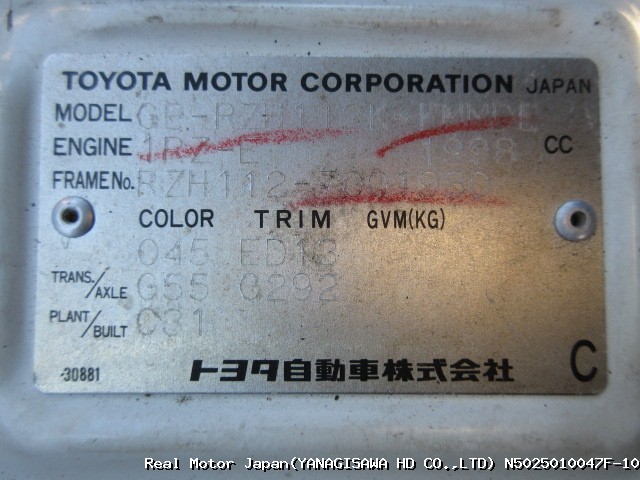 TOYOTA MOTOR CORPORATION JAPAN
MODEL
ENGINE 1RZ-E 1998 CC
FRAME No.
COLOR TRIM GVM(KG)
045 ED13
TRANS./AXLE G55 G292
PLANT/BUILT C31
30881 トヨタ自動車株式会社 C
Real Motor Japan(YANAGISAWA HD CO.,LTD) N5025010047F-10